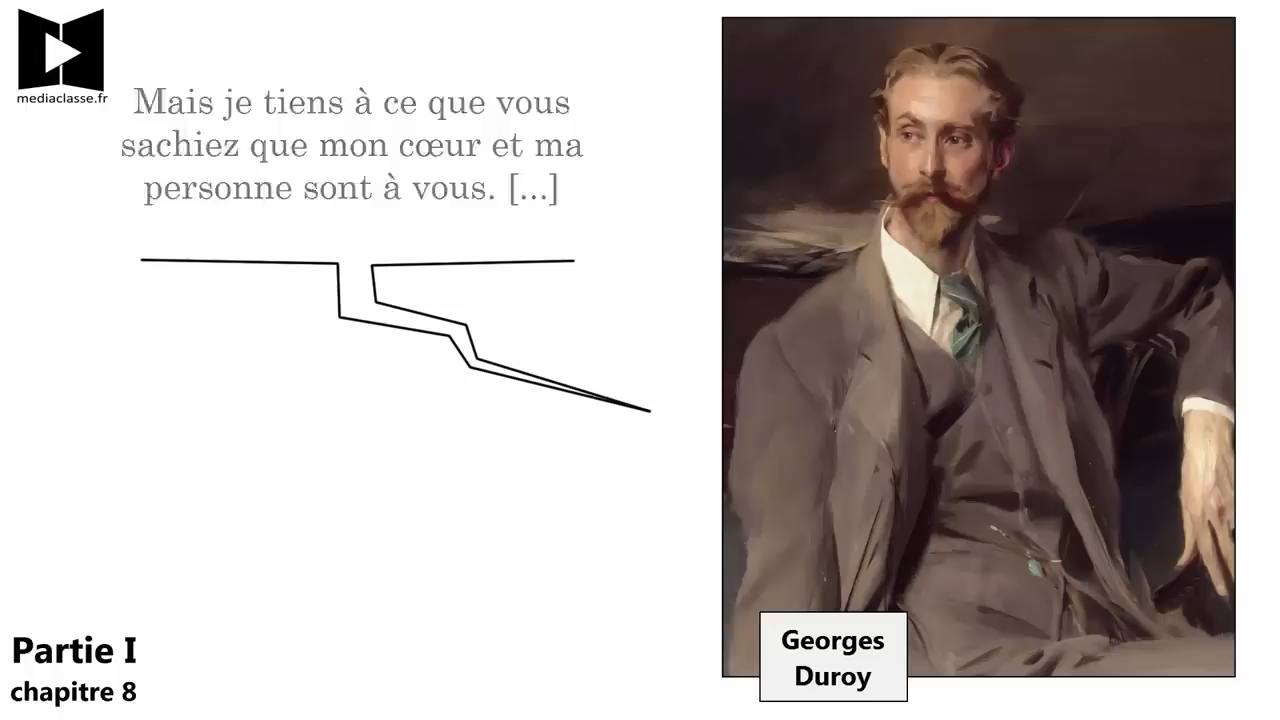 mediaclasse.fr
Mais je tiens à ce que vous
sachiez que mon cœur et ma
personne sont à vous. [...]
Georges
Duroy
Partie I
chapitre 8